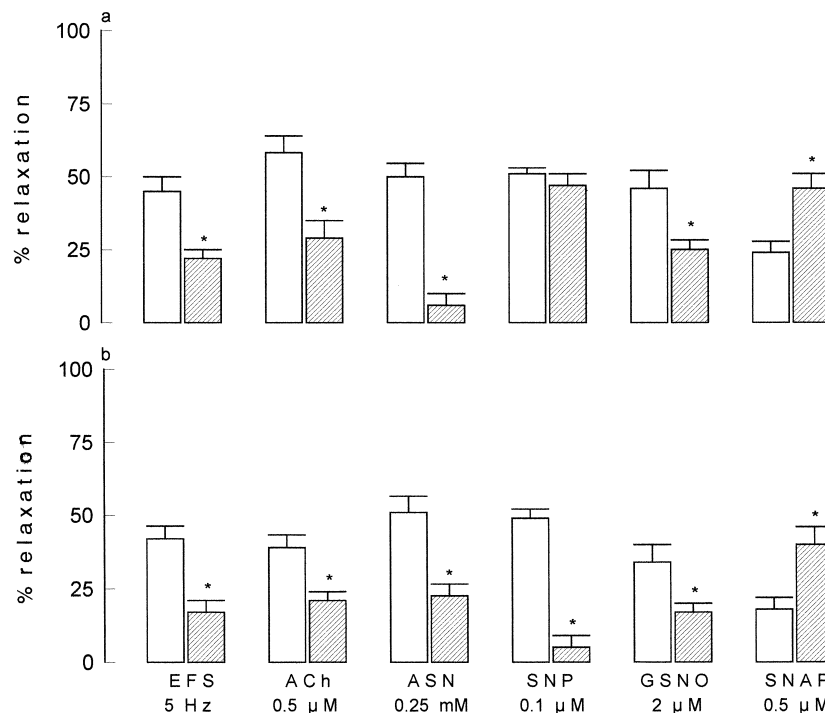 a
100
75
50
25
0
% relaxation
* * * * *
b
100
75
50
25
0
% relaxation
* * * * * *
EFS ACh ASN SNP GSNO SNAP
5 Hz 0.5 µM 0.25 mM 0.1 µM 2 µM 0.5 µM